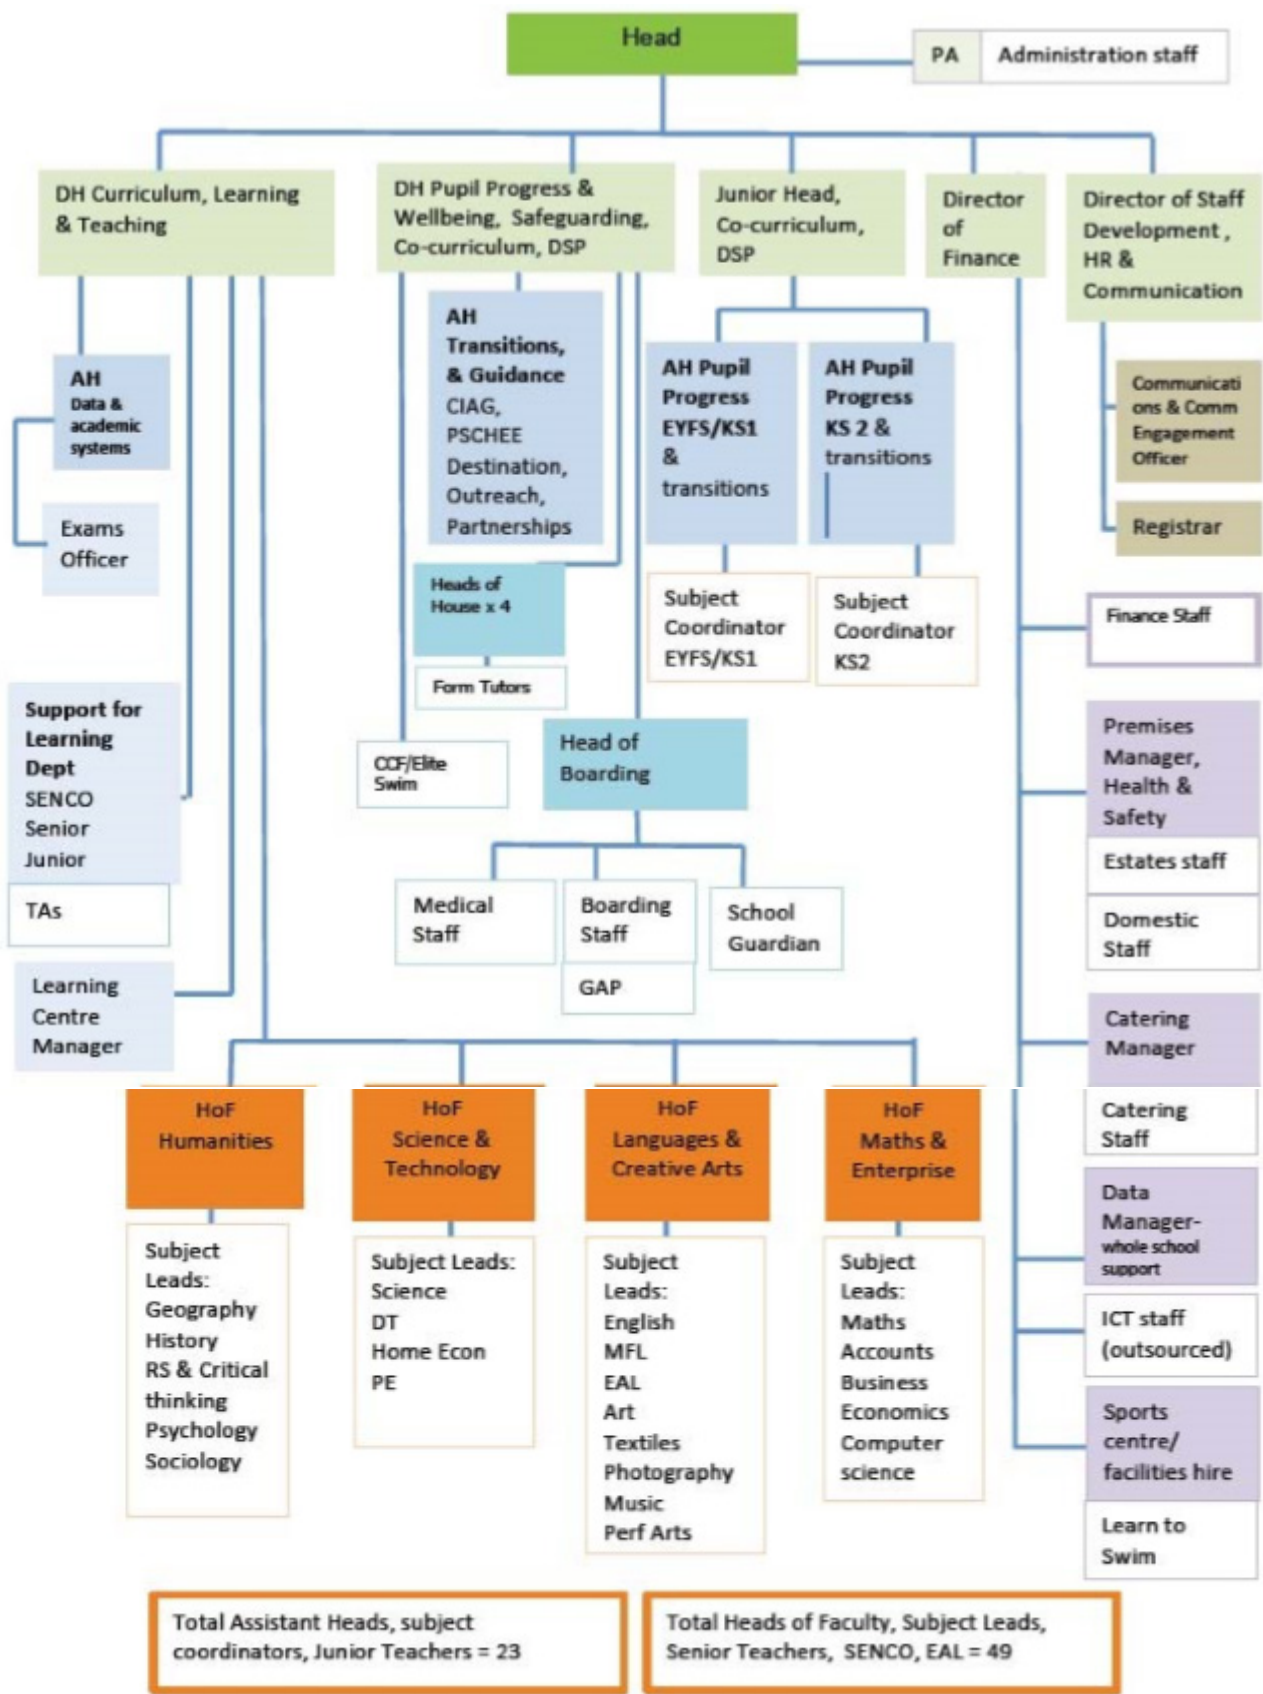 Head
PA
Administration staff
DH Curriculum, Learning
& Teaching
DH Pupil Progress &
Wellbeing, Safeguarding,
Co-curriculum, DSP
Junior Head,
Co-curriculum,
DSP
Director
of
Finance
Director of Staff
Development ,
HR &
Communication
AH
Data &
academic
systems
Exams
Officer
AH
Transitions,
& Guidance
CIAG,
PSCHEE
Destination,
Outreach,
Partnerships
AH Pupil
Progress
EYFS/KS1
&
transitions
AH Pupil
Progress
KS 2 &
transitions
Communicati
ons & Comm
Engagement
Officer
Registrar
Heads of
House x 4
Form Tutors
Subject
Coordinator
EYFS/KS1
Subject
Coordinator
KS2
Finance Staff
Support for
Learning
Dept
SENCO
Senior
Junior
TAs
Learning
Centre
Manager
CCF/Elite
Swim
Head of
Boarding
Medical
Staff
Boarding
Staff
GAP
School
Guardian
Premises
Manager,
Health &
Safety
Estates staff
Domestic
Staff
Catering
Manager
Catering
Staff
Data
Manager-
whole school
support
ICT staff
(outsourced)
Sports
centre/
facilities hire
Learn to
Swim
HoF
Humanities
HoF
Science &
Technology
HoF
Languages &
Creative Arts
HoF
Maths &
Enterprise
Subject
Leads:
Geography
History
RS & Critical
thinking
Psychology
Sociology
Subject Leads:
Science
DT
Home Econ
PE
Subject
Leads:
English
MFL
EAL
Art
Textiles
Photography
Music
Perf Arts
Subject
Leads:
Maths
Accounts
Business
Economics
Computer
science
Total Assistant Heads, subject
coordinators, Junior Teachers = 23
Total Heads of Faculty, Subject Leads,
Senior Teachers, SENCO, EAL = 49